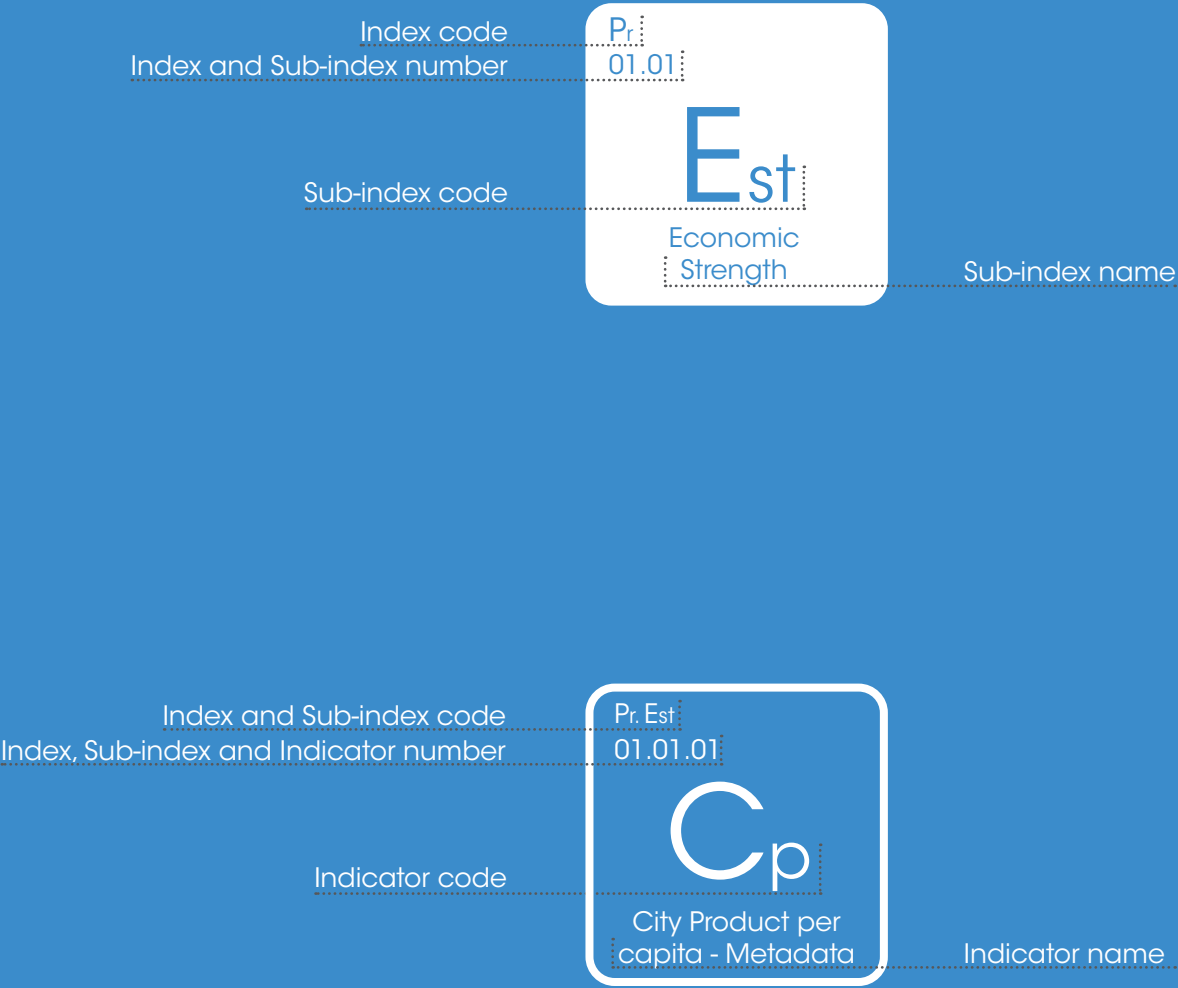 Index code
Pr
Index and Sub-index number
01.01
Sub-index code
Est
Economic
Strength
Sub-index name
Index and Sub-index code
Pr. Est
Index, Sub-index and Indicator number
01.01.01
Indicator code
Cp
City Product per
capita - Metadata
Indicator name